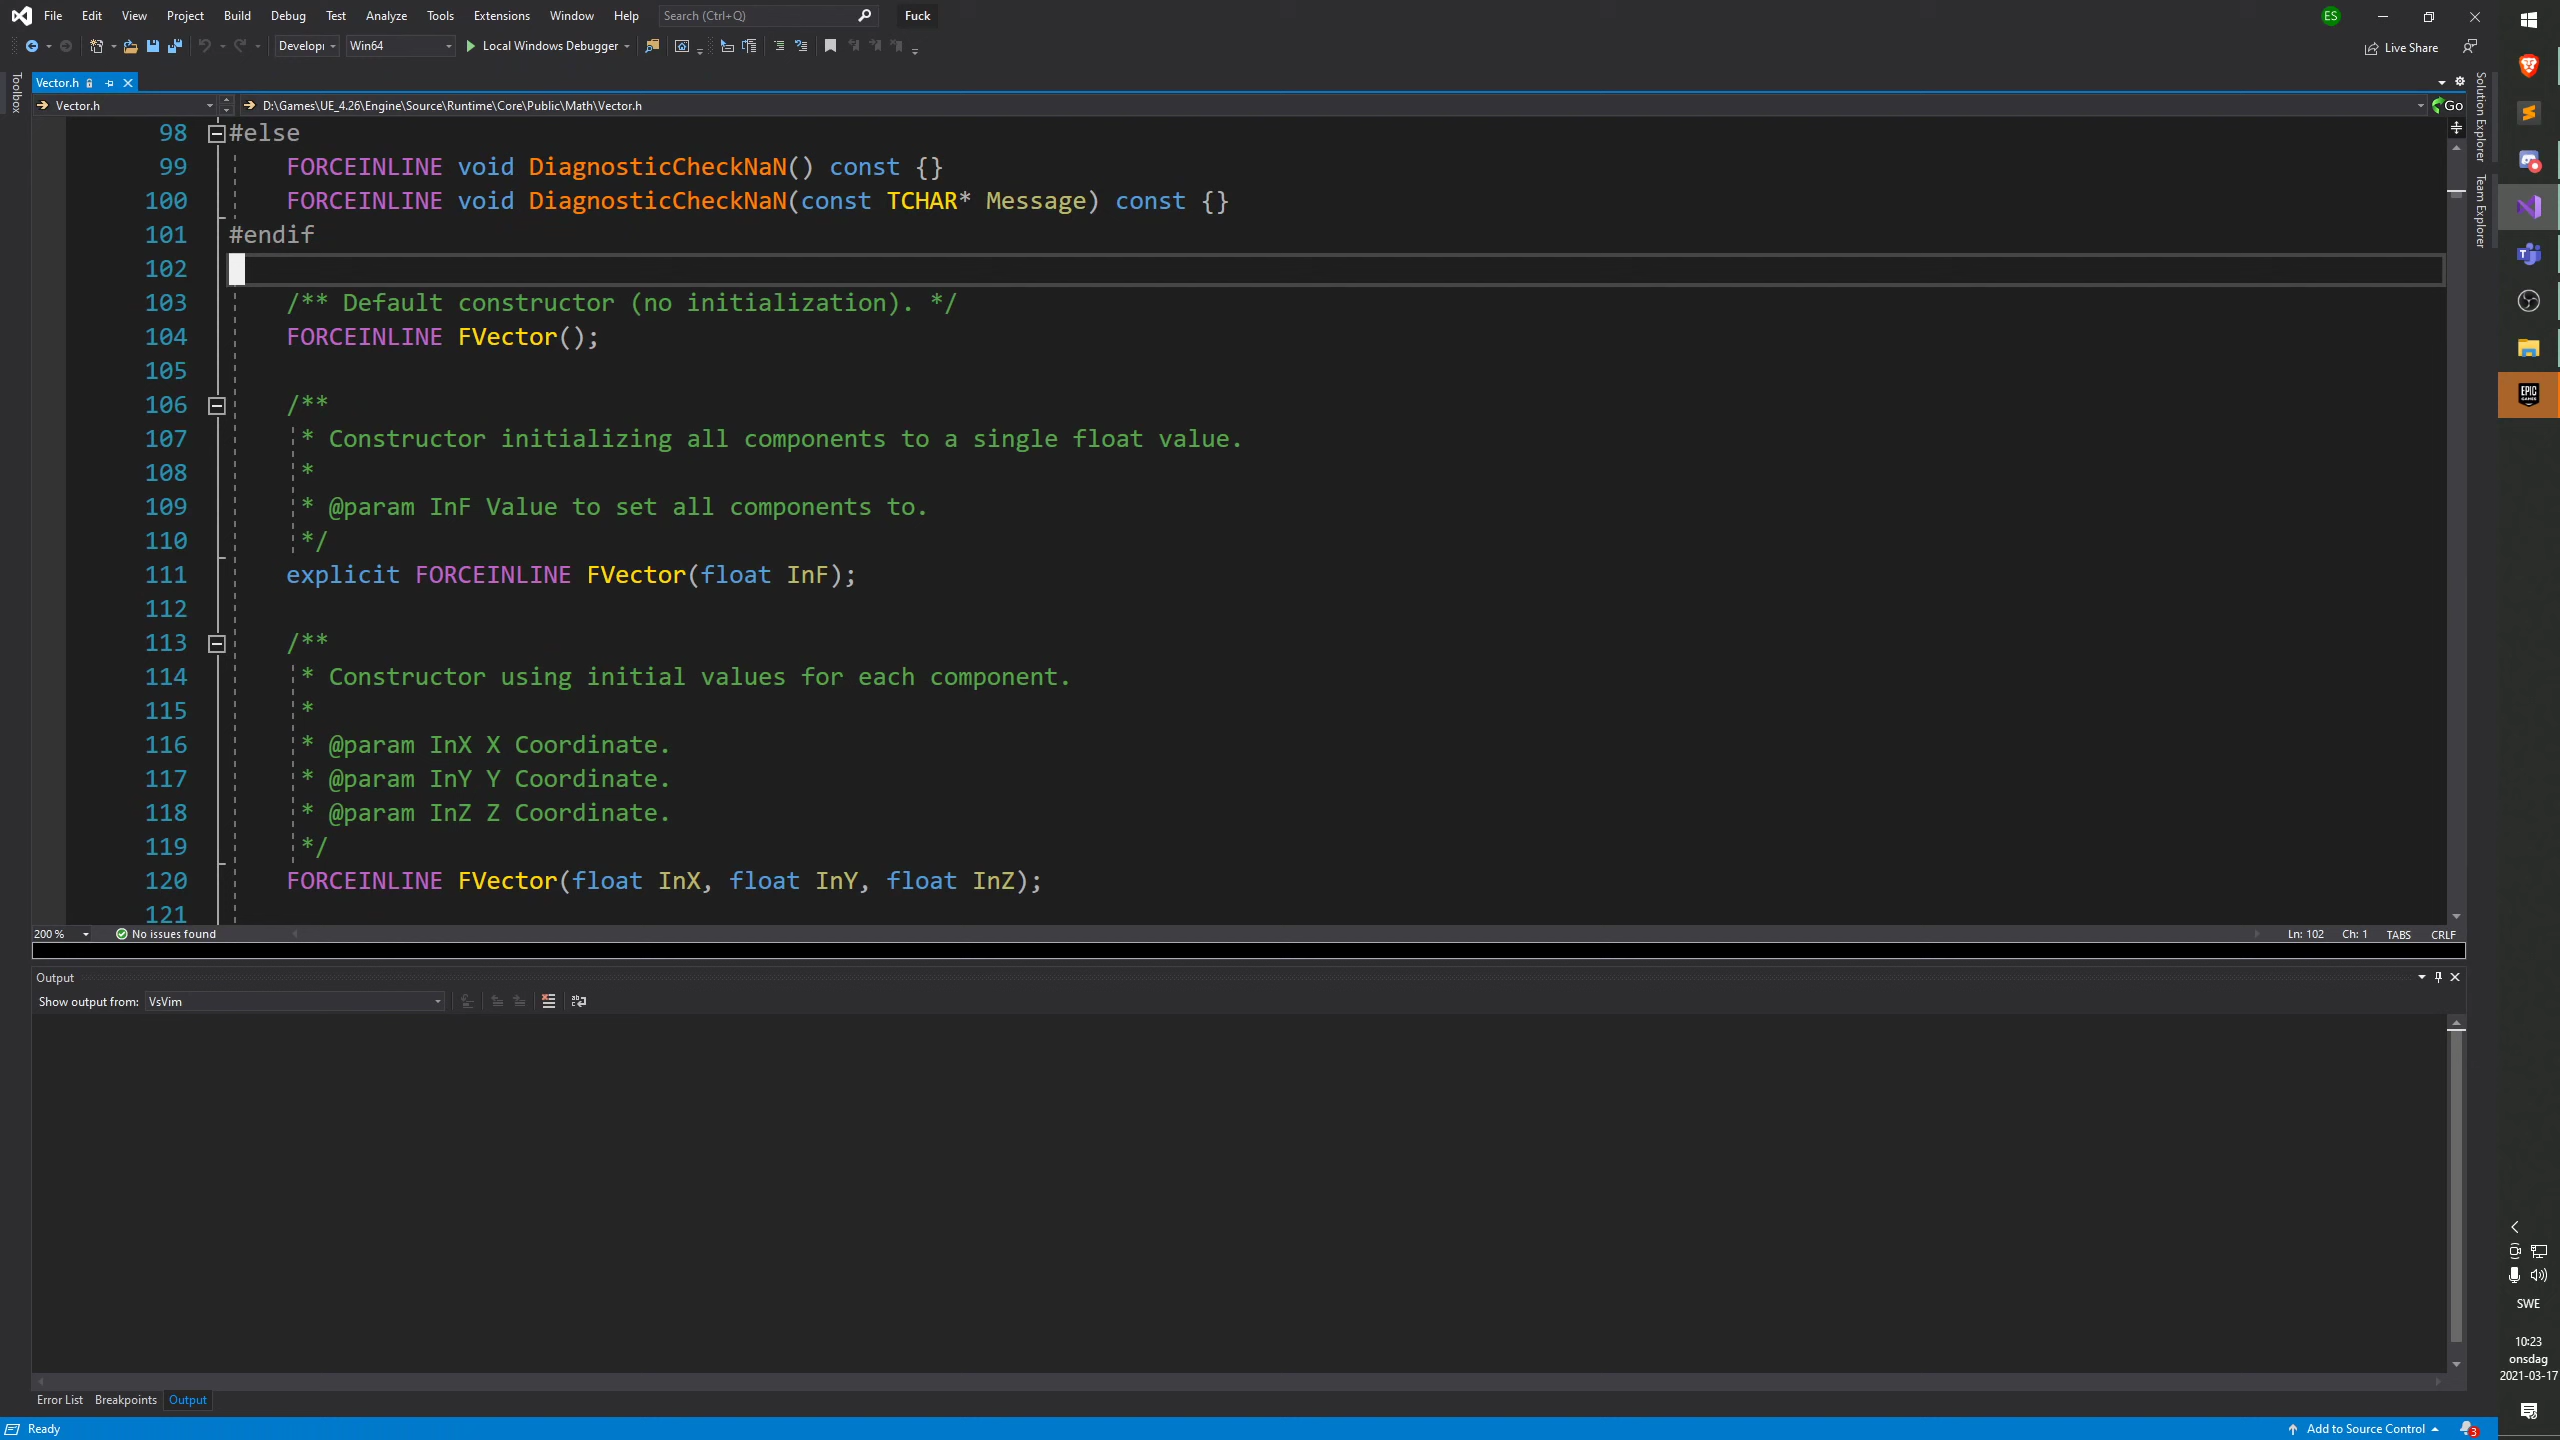 File Edit View Project Build Debug Test Analyze Tools Extensions Window Help Search (Ctrl+Q) Fuck ES
Develop Win64 Local Windows Debugger Live Share
Toolbox
Vector.h
Vector.h D:\Games\UE_4.26\Engine\Source\Runtime\Core\Public\Math\Vector.h Go
Solution Explorer
Team Explorer
98 #else
99 FORCEINLINE void DiagnosticCheckNaN() const {}
100 FORCEINLINE void DiagnosticCheckNaN(const TCHAR* Message) const {}
101 #endif
102
103 /** Default constructor (no initialization). */
104 FORCEINLINE FVector();
105
106 /**
107 * Constructor initializing all components to a single float value.
108 *
109 * @param InF Value to set all components to.
110 */
111 explicit FORCEINLINE FVector(float InF);
112
113 /**
114 * Constructor using initial values for each component.
115 *
116 * @param InX X Coordinate.
117 * @param InY Y Coordinate.
118 * @param InZ Z Coordinate.
119 */
120 FORCEINLINE FVector(float InX, float InY, float InZ);
121
200 % No issues found Ln: 102 Ch: 1 TABS CRLF
Output
Show output from: VsVim
Error List Breakpoints Output
Ready Add to Source Control 3
EPIC
GAMES
SWE
10:23
onsdag
2021-03-17